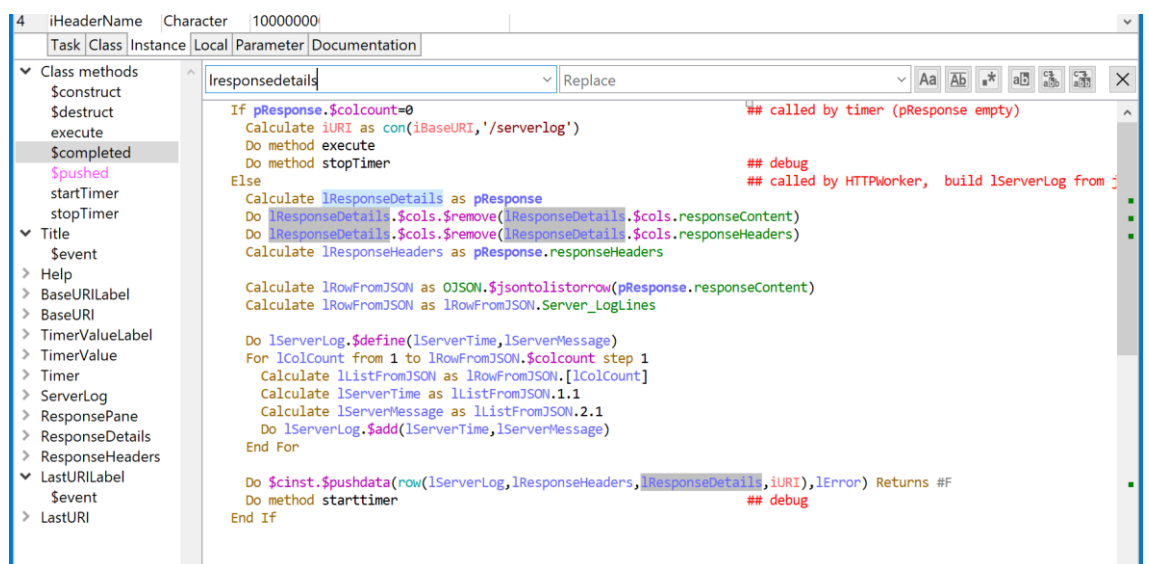 4 iHeaderName Character 10000000
Task Class Instance Local Parameter Documentation
Class methods
$construct
$destruct
execute
$completed
$pushed
startTimer
stopTimer
Title
$event
Help
BaseURILabel
BaseURI
TimerValueLabel
TimerValue
Timer
ServerLog
ResponsePane
ResponseDetails
ResponseHeaders
LastURILabel
$event
LastURI
lresponsedetails Replace Aa Ab .* aB
If pResponse.$colcount=0 ## called by timer (pResponse empty)
Calculate iURI as con(iBaseURI,'/serverlog')
Do method execute
Do method stopTimer ## debug
Else ## called by HTTPWorker, build lServerLog from j
Calculate lResponseDetails as pResponse
Do lResponseDetails.$cols.$remove(lResponseDetails.$cols.responseContent)
Do lResponseDetails.$cols.$remove(lResponseDetails.$cols.responseHeaders)
Calculate lResponseHeaders as pResponse.responseHeaders
Calculate lRowFromJSON as OJSON.$jsontolistorrow(pResponse.responseContent)
Calculate lRowFromJSON as lRowFromJSON.Server_LogLines
Do lServerLog.$define(lServerTime,lServerMessage)
For lColCount from 1 to lRowFromJSON.$colcount step 1
Calculate lListFromJSON as lRowFromJSON.[lColCount]
Calculate lServerTime as lListFromJSON.1.1
Calculate lServerMessage as lListFromJSON.2.1
Do lServerLog.$add(lServerTime,lServerMessage)
End For
Do $cinst.$pushdata(row(lServerLog,lResponseHeaders,lResponseDetails,iURI),lError) Returns #F
Do method starttimer ## debug
End If